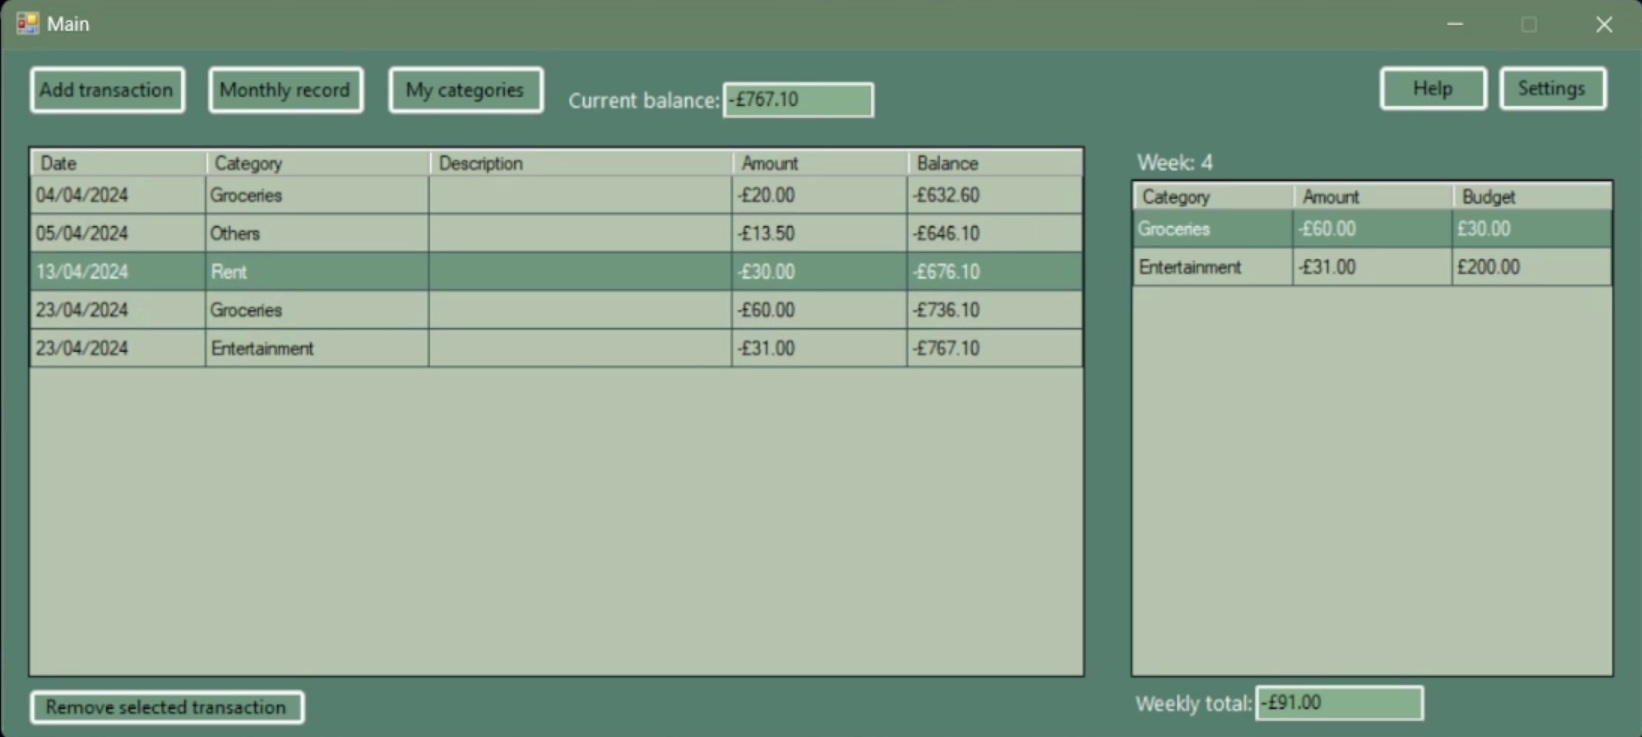 Main
Add transaction Monthly record My categories Current balance: -£767.10 Help Settings
Date Category Description Amount Balance
04/04/2024 Groceries -£20.00 -£632.60
05/04/2024 Others -£13.50 -£646.10
13/04/2024 Rent -£30.00 -£676.10
23/04/2024 Groceries -£60.00 -£736.10
23/04/2024 Entertainment -£31.00 -£767.10
Remove selected transaction
Week: 4
Category Amount Budget
Groceries -£60.00 £30.00
Entertainment -£31.00 £200.00
Weekly total: -£91.00